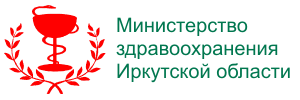 Министерство
здравоохранения
Иркутской области